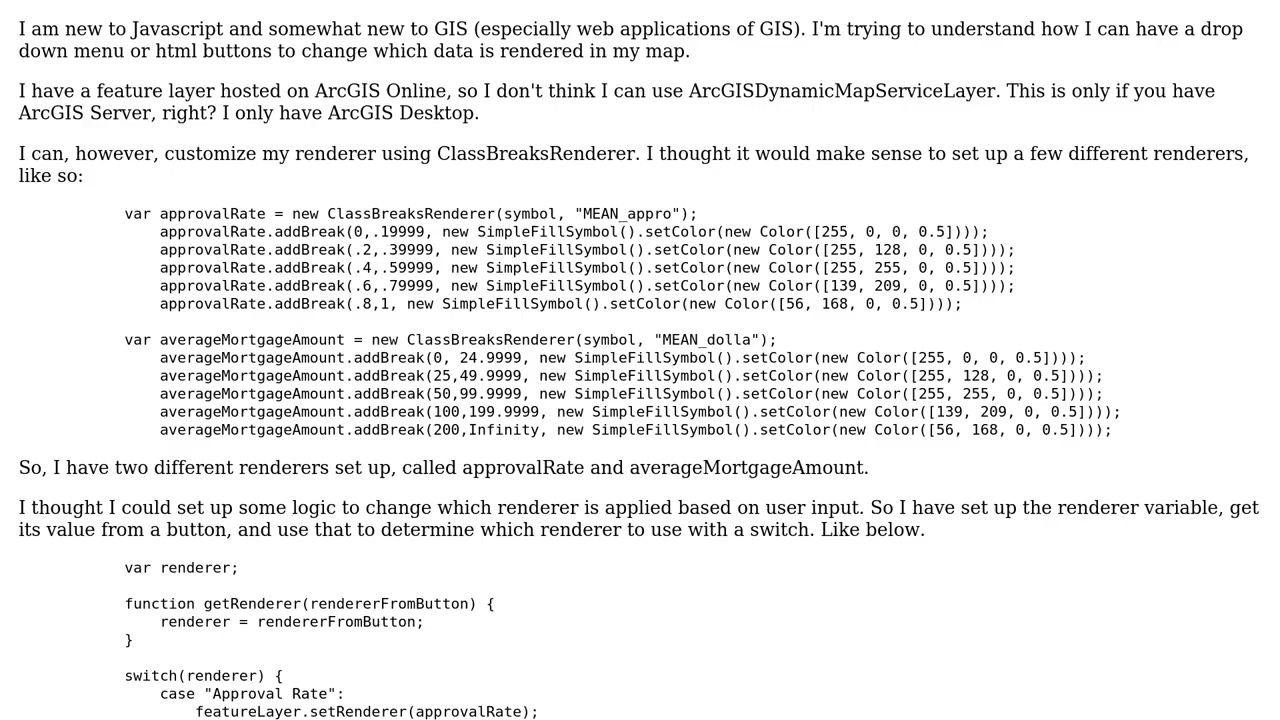 I am new to Javascript and somewhat new to GIS (especially web applications of GIS). I'm trying to understand how I can have a drop
down menu or html buttons to change which data is rendered in my map.
I have a feature layer hosted on ArcGIS Online, so I don't think I can use ArcGISDynamicMapServiceLayer. This is only if you have
ArcGIS Server, right? I only have ArcGIS Desktop.
I can, however, customize my renderer using ClassBreaksRenderer. I thought it would make sense to set up a few different renderers,
like so:
var approvalRate = new ClassBreaksRenderer(symbol, "MEAN_appro");
    approvalRate.addBreak(0,.19999, new SimpleFillSymbol().setColor(new Color([255, 0, 0, 0.5])));
    approvalRate.addBreak(.2,.39999, new SimpleFillSymbol().setColor(new Color([255, 128, 0, 0.5])));
    approvalRate.addBreak(.4,.59999, new SimpleFillSymbol().setColor(new Color([255, 255, 0, 0.5])));
    approvalRate.addBreak(.6,.79999, new SimpleFillSymbol().setColor(new Color([139, 209, 0, 0.5])));
    approvalRate.addBreak(.8,1, new SimpleFillSymbol().setColor(new Color([56, 168, 0, 0.5])));
var averageMortgageAmount = new ClassBreaksRenderer(symbol, "MEAN_dolla");
    averageMortgageAmount.addBreak(0, 24.9999, new SimpleFillSymbol().setColor(new Color([255, 0, 0, 0.5])));
    averageMortgageAmount.addBreak(25,49.9999, new SimpleFillSymbol().setColor(new Color([255, 128, 0, 0.5])));
    averageMortgageAmount.addBreak(50,99.9999, new SimpleFillSymbol().setColor(new Color([255, 255, 0, 0.5])));
    averageMortgageAmount.addBreak(100,199.9999, new SimpleFillSymbol().setColor(new Color([139, 209, 0, 0.5])));
    averageMortgageAmount.addBreak(200,Infinity, new SimpleFillSymbol().setColor(new Color([56, 168, 0, 0.5])));
So, I have two different renderers set up, called approvalRate and averageMortgageAmount.
I thought I could set up some logic to change which renderer is applied based on user input. So I have set up the renderer variable, get
its value from a button, and use that to determine which renderer to use with a switch. Like below.
var renderer;
function getRenderer(rendererFromButton) {
    renderer = rendererFromButton;
}
switch(renderer) {
    case "Approval Rate":
        featureLayer.setRenderer(approvalRate);